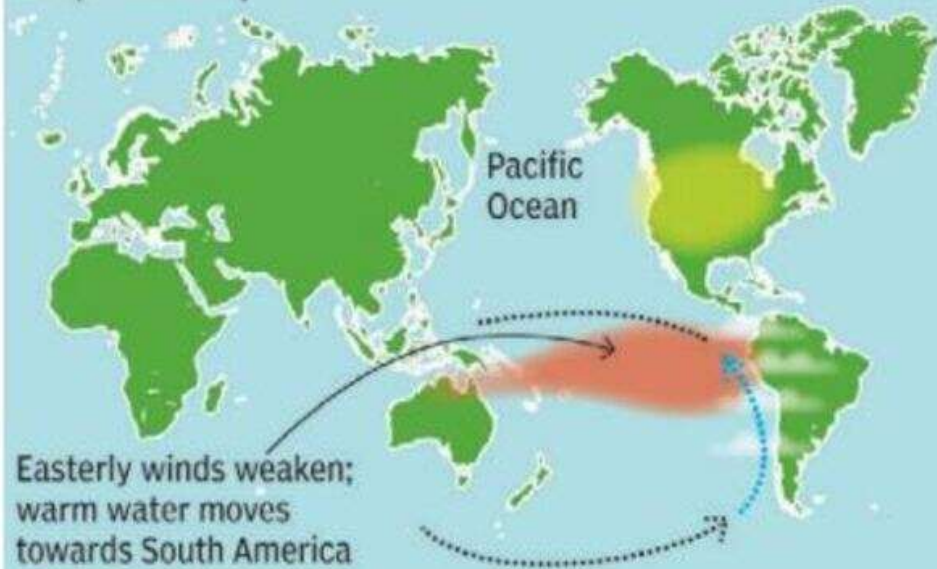 Pacific
Ocean
Easterly winds weaken;
warm water moves
towards South America